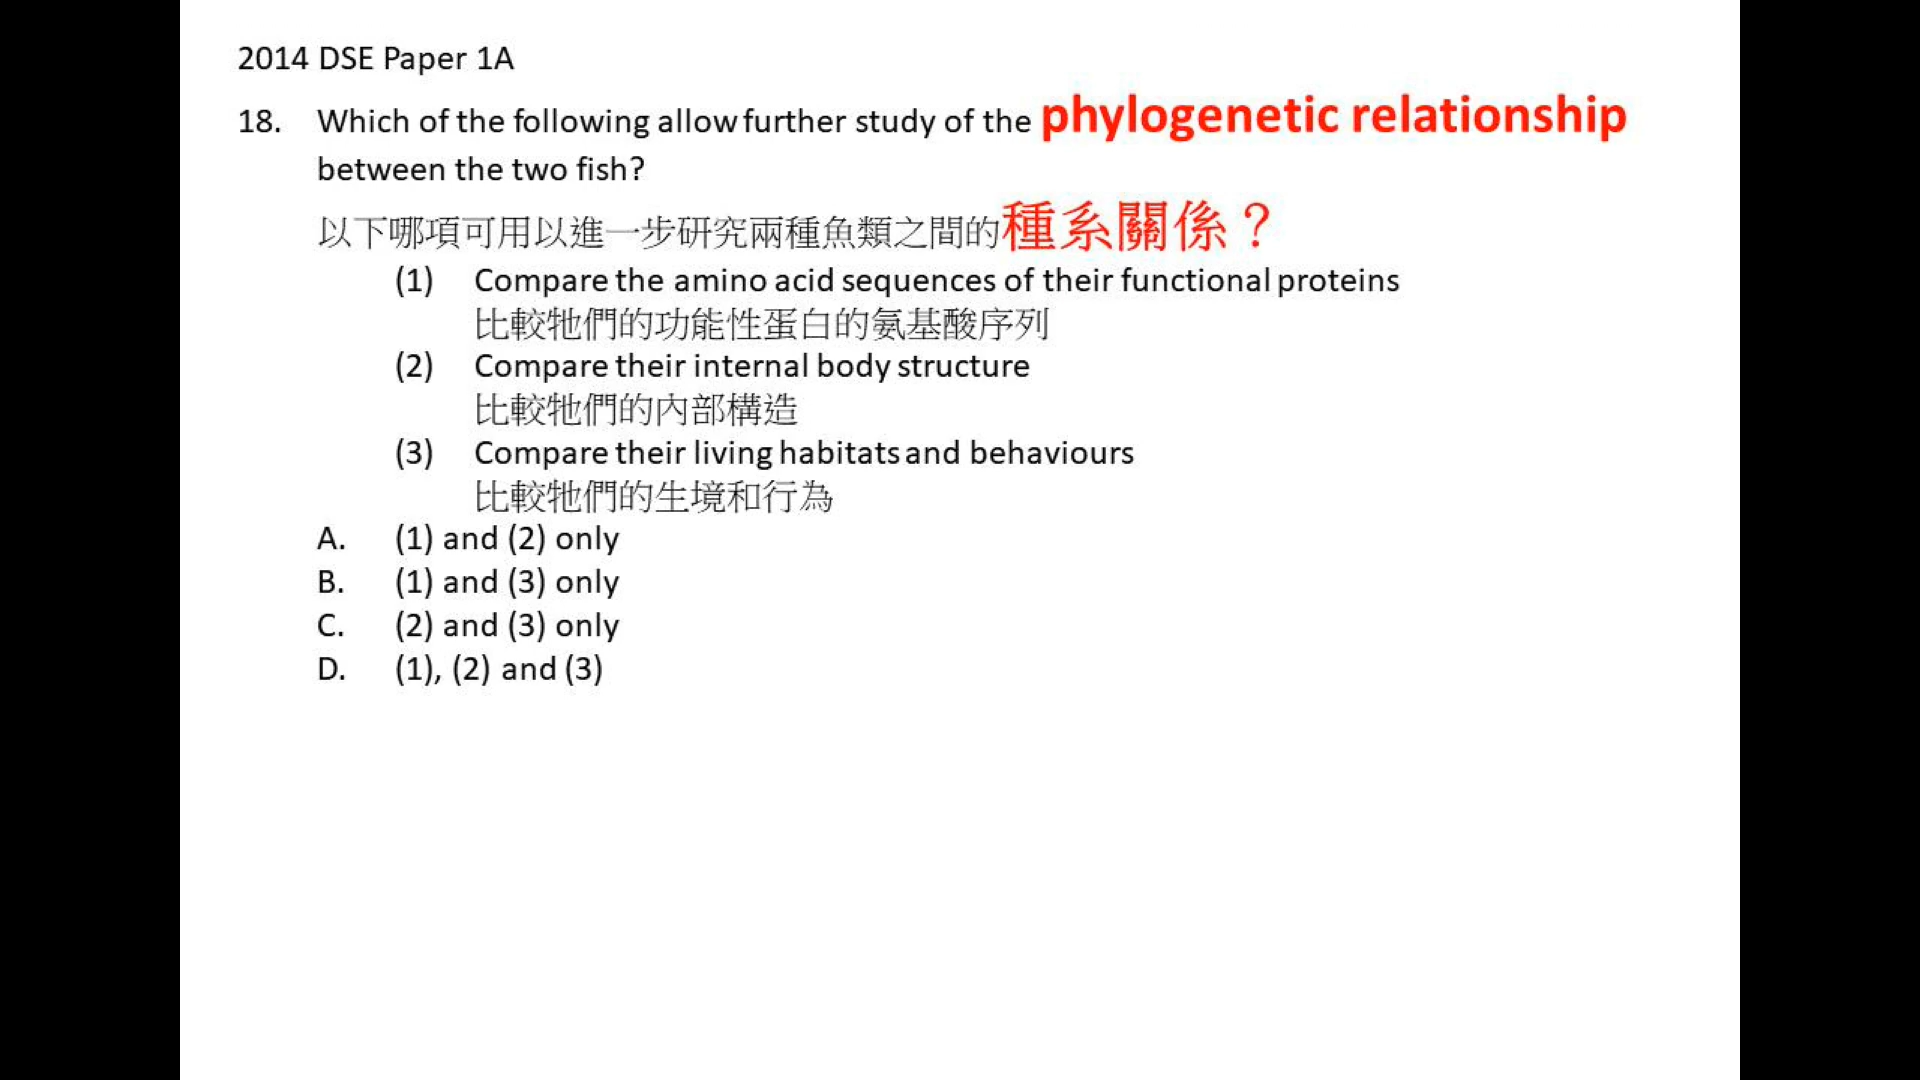 2014 DSE Paper 1A
18. Which of the following allow further study of the phylogenetic relationship
between the two fish?
以下哪項可用以進一步研究兩種魚類之間的種系關係？
(1) Compare the amino acid sequences of their functional proteins
比較牠們的功能性蛋白的氨基酸序列
(2) Compare their internal body structure
比較牠們的內部構造
(3) Compare their living habitats and behaviours
比較牠們的生境和行為
A. (1) and (2) only
B. (1) and (3) only
C. (2) and (3) only
D. (1), (2) and (3)